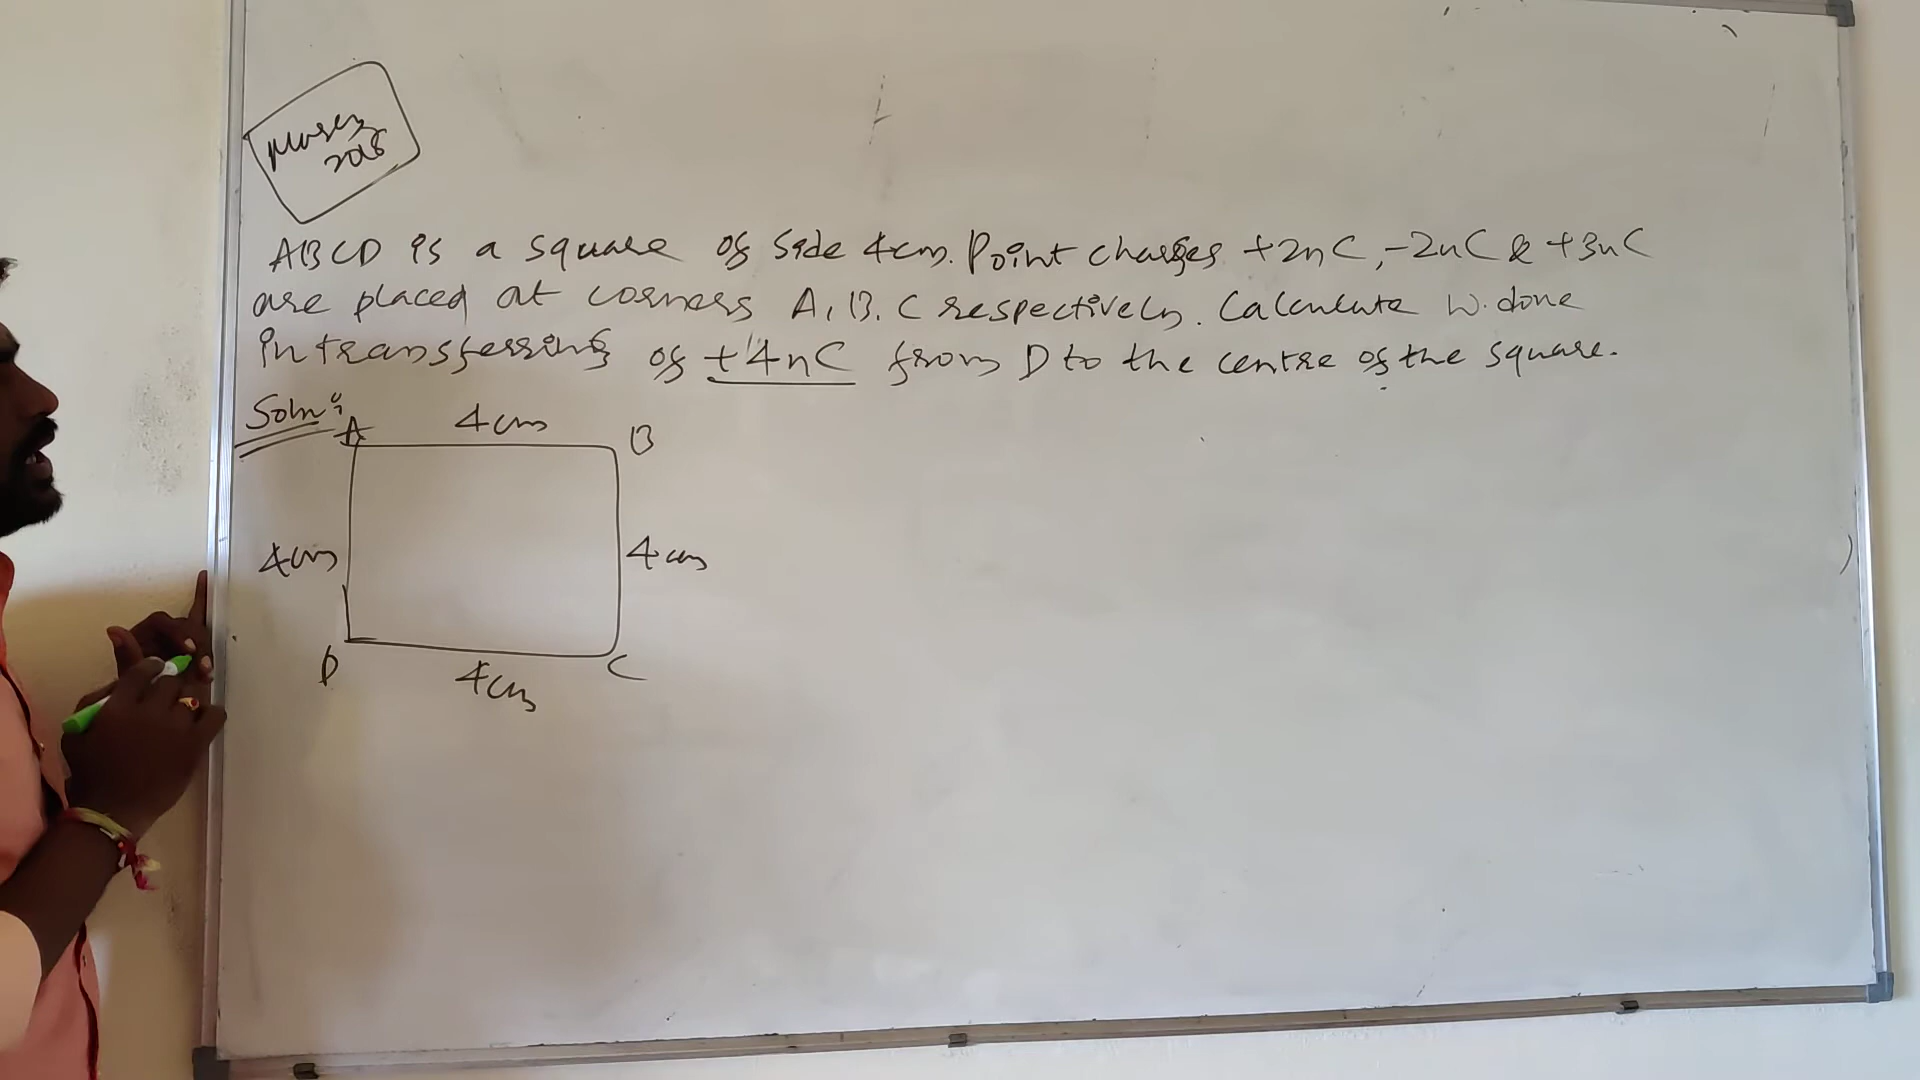 March
2018
ABCD is a square of side 4cm. Point charges +2nC, -2nC & +3nC
are placed at corners A, B, C respectively. Calculate W. done
in transferring of +4nC from D to the centre of the square.
Soln:
A 4cm B
4cm 4cm
D 4cm C